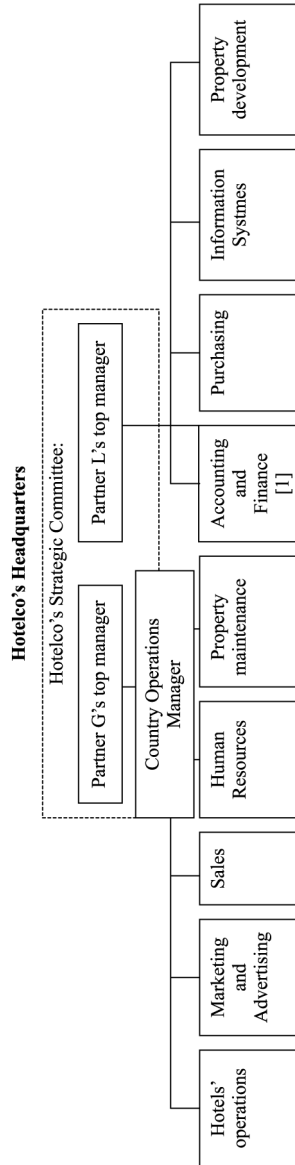 Hotelco's Headquarters
Hotelco's Strategic Committee:
Partner G's top manager
Partner L's top manager
Country Operations
Manager
Hotels'
operations
Marketing
and
Advertising
Sales
Human
Resources
Property
maintenance
Accounting
and
Finance
[1]
Purchasing
Information
Systmes
Property
development